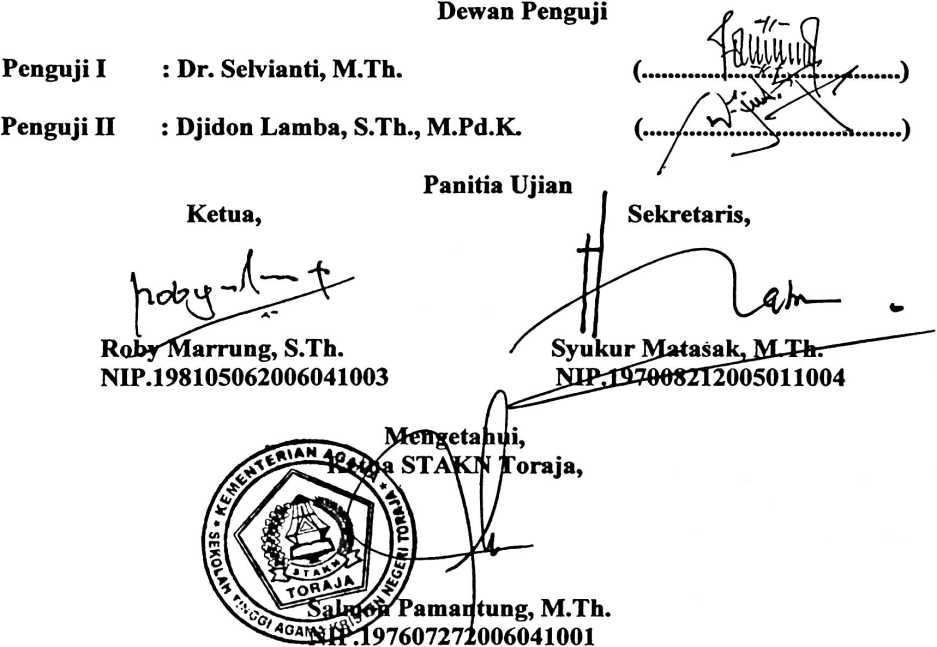 Dewan Penguji
Penguji I : Dr. Selvianti, M.Th. (..........................................)
Penguji II : Djidon Lamba, S.Th., M.Pd.K. (..........................................)
Panitia Ujian
Ketua, Sekretaris,
Roby Marrung, S.Th. Syukur Matasak, M.Th.
NIP.198105062006041003 NIP.197008212005011004
Mengetahui,
Ketua STAKN Toraja,
KEMENTERIAN AGAMA
SEKOLAH TINGGI AGAMA KRISTEN NEGERI TORAJA
STAKN
TORAJA
Salmon Pamantung, M.Th.
NIP.197607272006041001